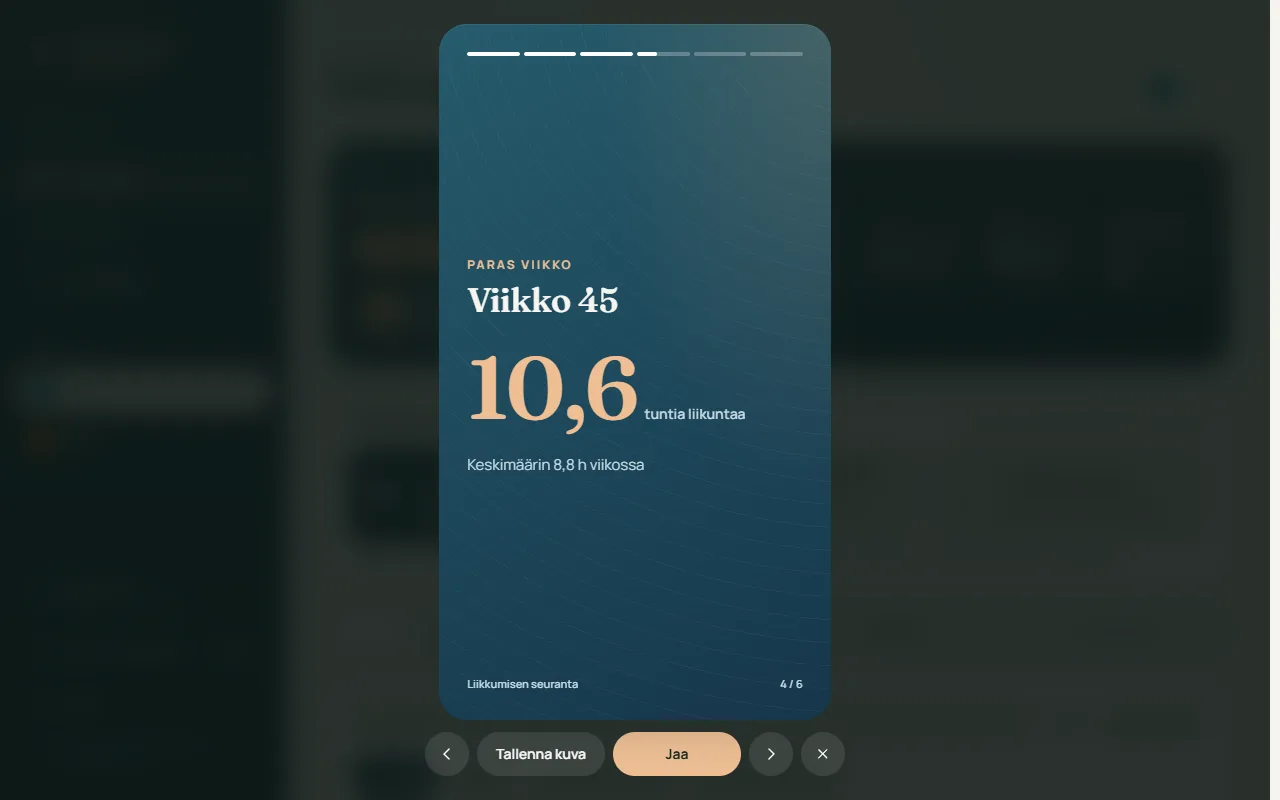 PARAS VIIKKO
Viikko 45
10,6 tuntia liikuntaa
Keskimäärin 8,8 h viikossa
Liikkumisen seuranta 4 / 6
Tallenna kuva Jaa